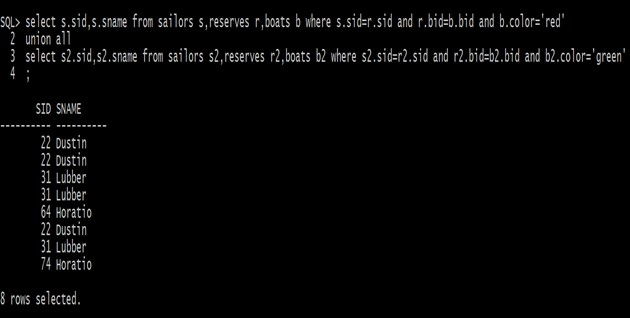 SQL> select s.sid,s.sname from sailors s,reserves r,boats b where s.sid=r.sid and r.bid=b.bid and b.color='red'
2 union all
3 select s2.sid,s2.sname from sailors s2,reserves r2,boats b2 where s2.sid=r2.sid and r2.bid=b2.bid and b2.color='green'
4 ;
SID SNAME
---------- ----------
22 Dustin
22 Dustin
31 Lubber
31 Lubber
64 Horatio
22 Dustin
31 Lubber
74 Horatio
8 rows selected.